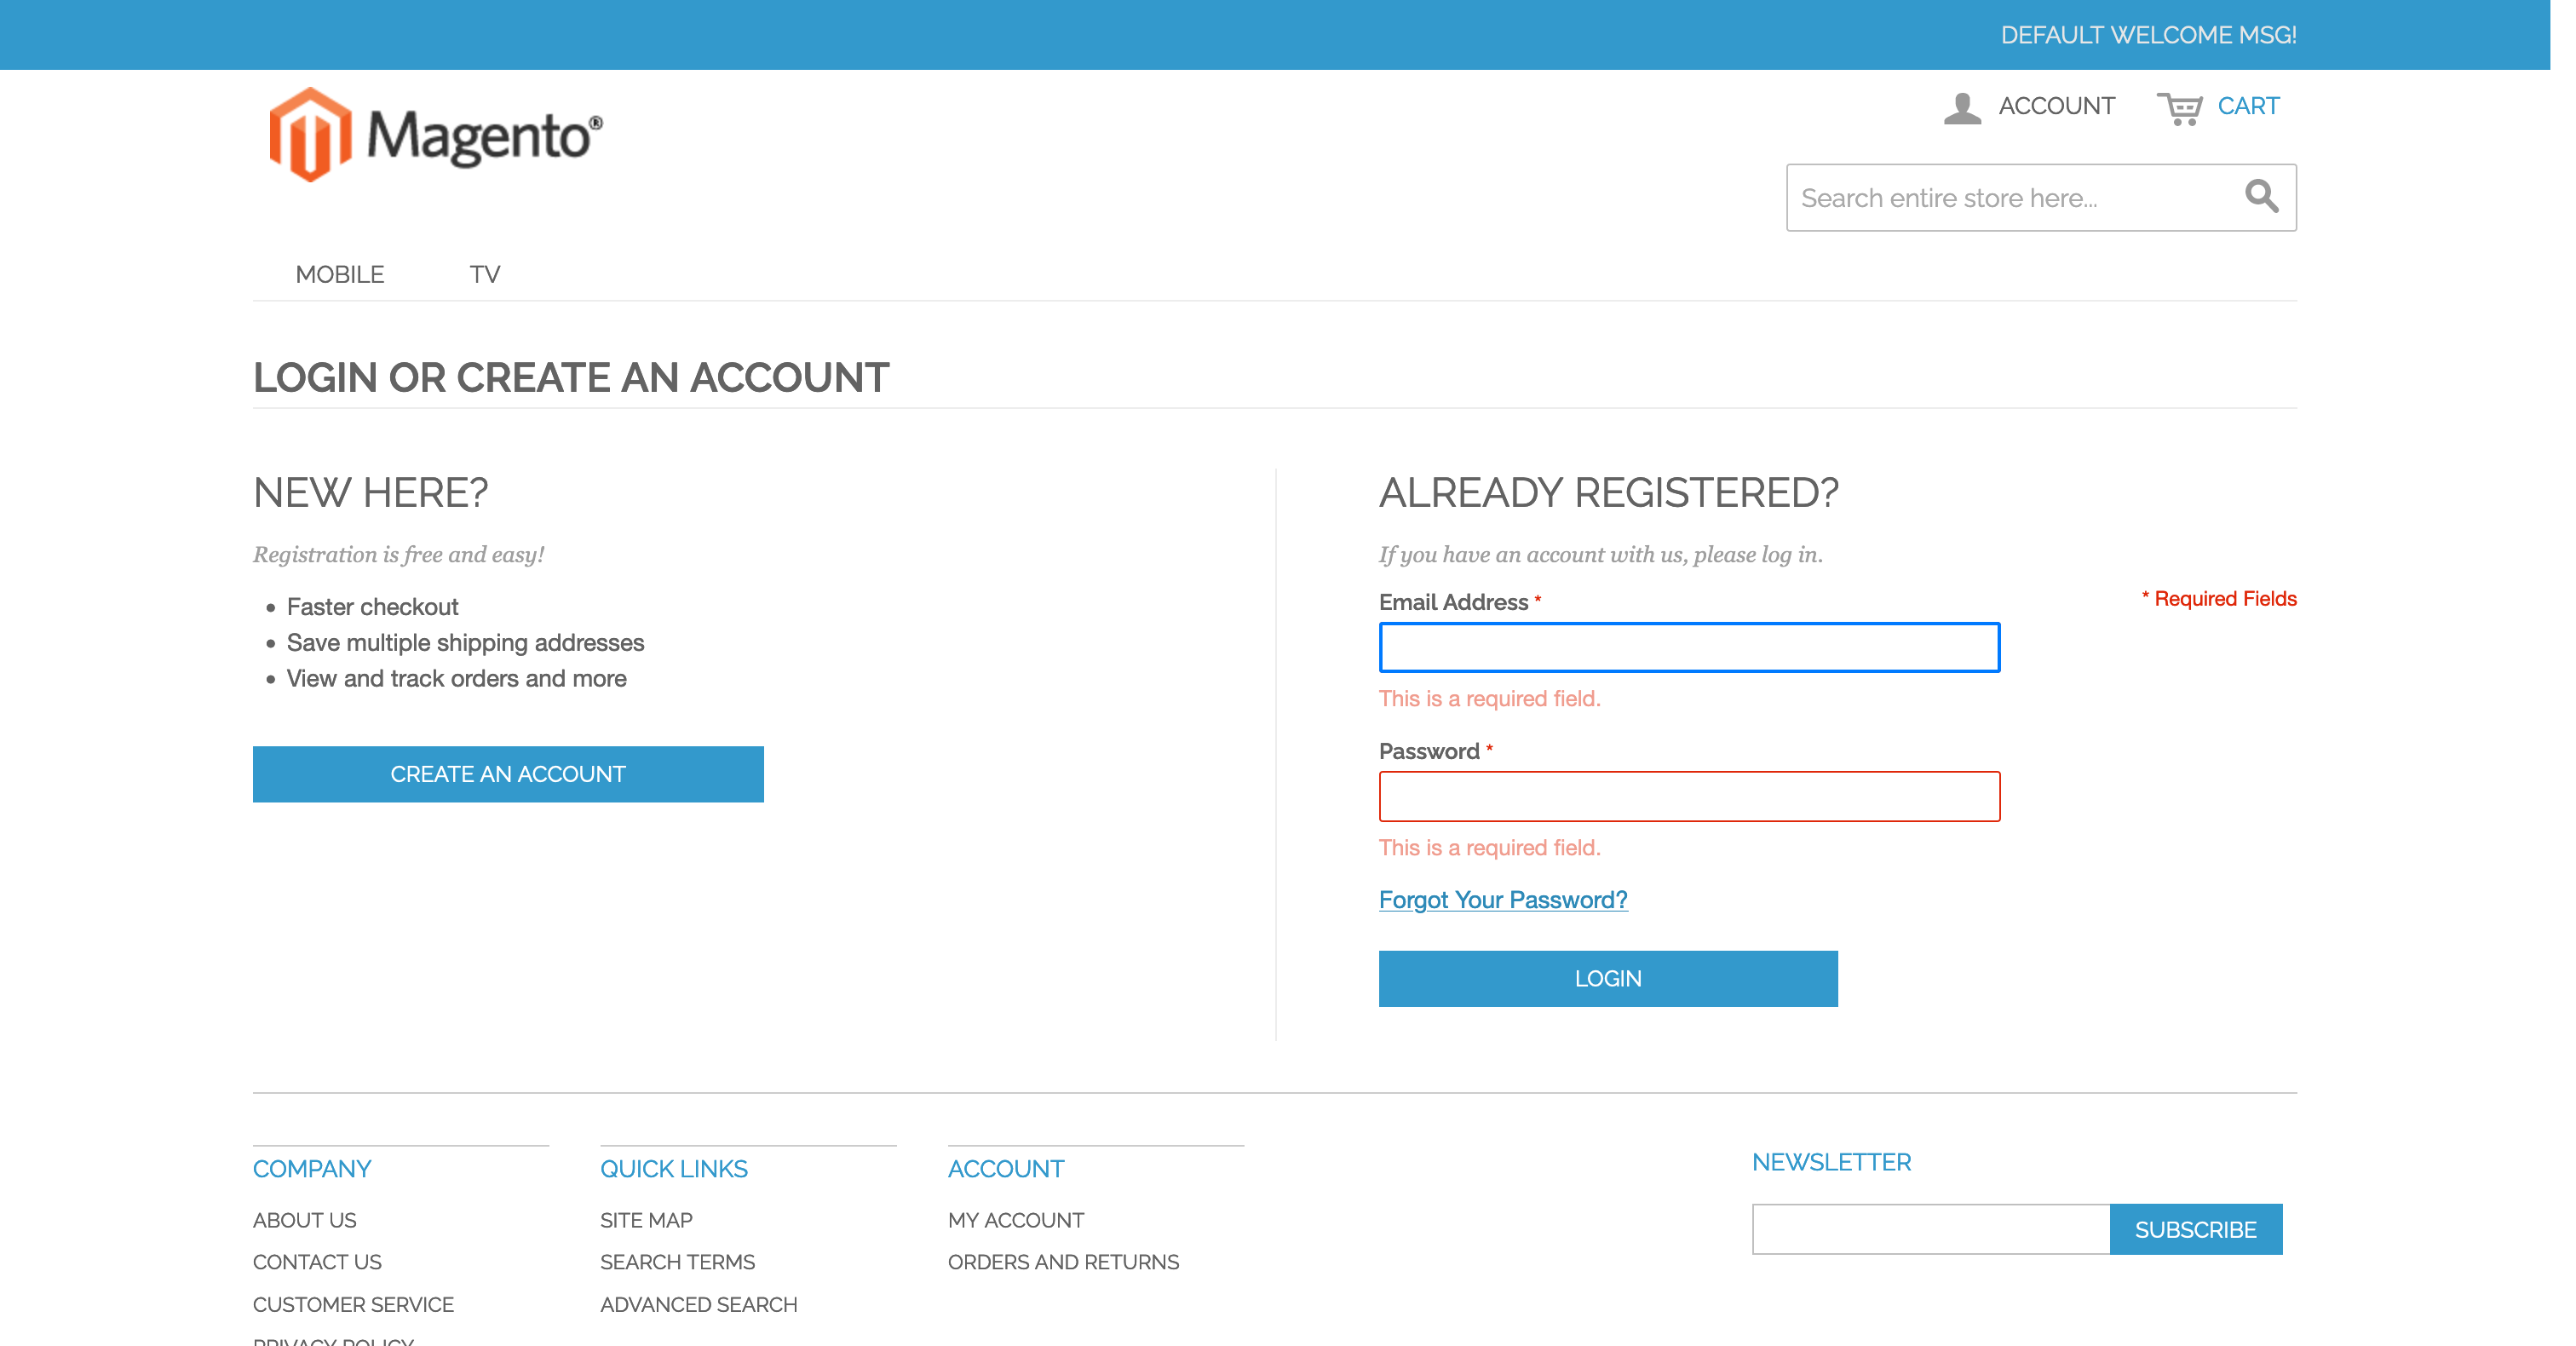 DEFAULT WELCOME MSG!
Magento®
ACCOUNT
CART
Search entire store here...
MOBILE
TV
LOGIN OR CREATE AN ACCOUNT
NEW HERE?
Registration is free and easy!
• Faster checkout
• Save multiple shipping addresses
• View and track orders and more
CREATE AN ACCOUNT
ALREADY REGISTERED?
If you have an account with us, please log in.
* Required Fields
Email Address *
This is a required field.
Password *
This is a required field.
Forgot Your Password?
LOGIN
COMPANY
ABOUT US
CONTACT US
CUSTOMER SERVICE
PRIVACY POLICY
QUICK LINKS
SITE MAP
SEARCH TERMS
ADVANCED SEARCH
ACCOUNT
MY ACCOUNT
ORDERS AND RETURNS
NEWSLETTER
SUBSCRIBE